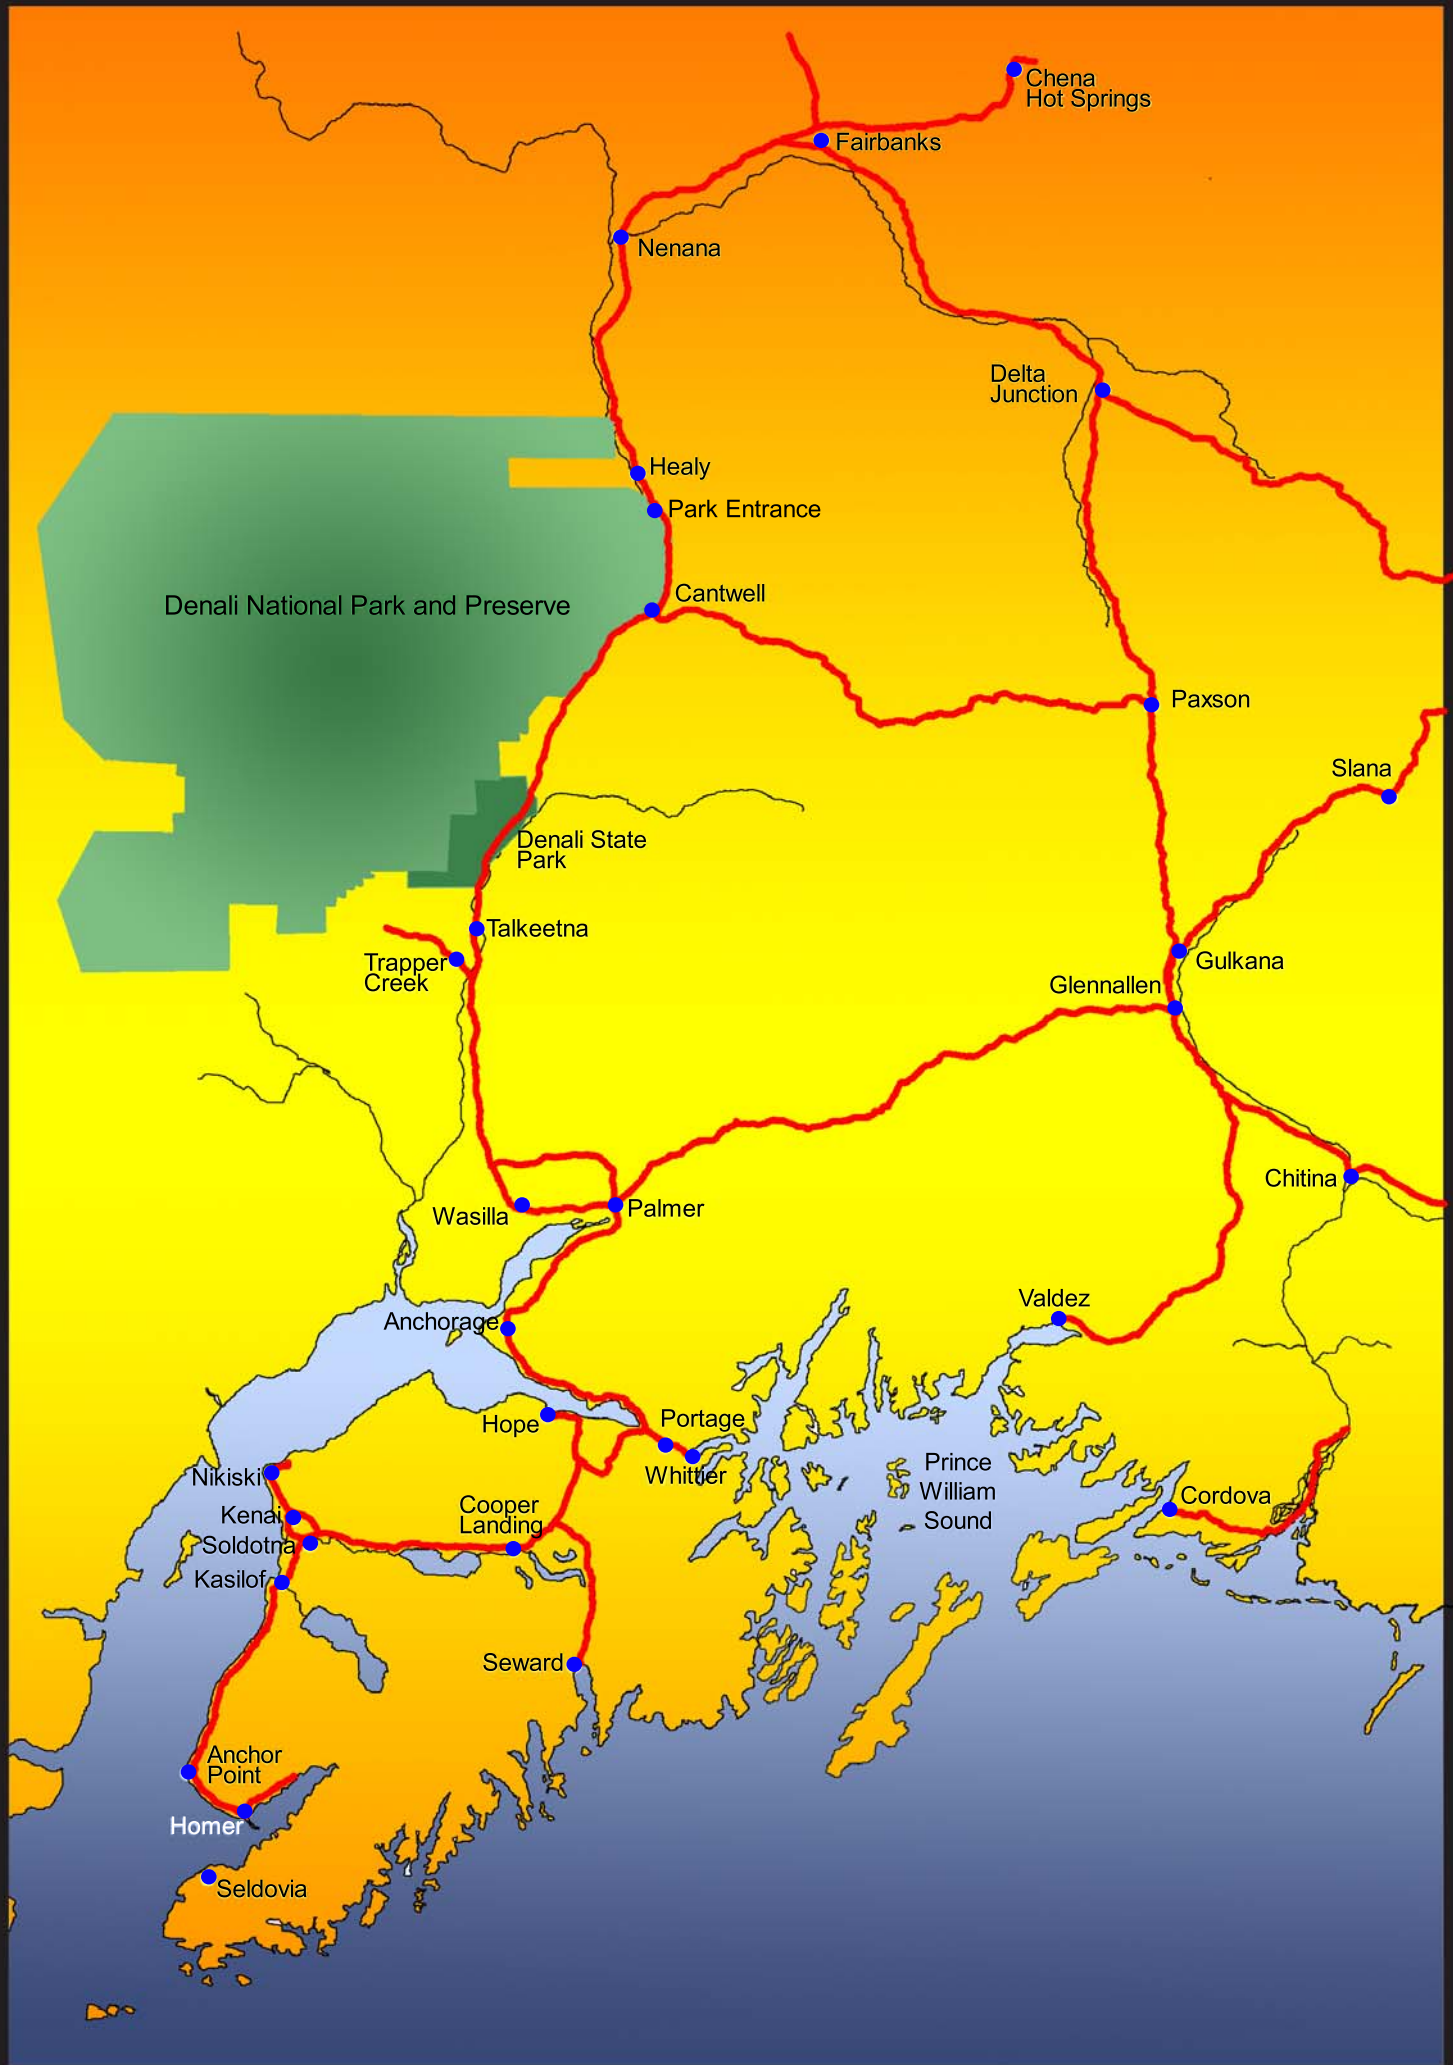 Chena
Hot Springs
Fairbanks
Nenana
Delta
Junction
Healy
Park Entrance
Cantwell
Denali National Park and Preserve
Paxson
Slana
Denali State
Park
Talkeetna
Trapper
Creek
Gulkana
Glennallen
Chitina
Wasilla
Palmer
Valdez
Anchorage
Hope
Portage
Whittier
Prince
William
Sound
Nikiski
Kenai
Cooper
Landing
Cordova
Soldotna
Kasilof
Seward
Anchor
Point
Homer
Seldovia